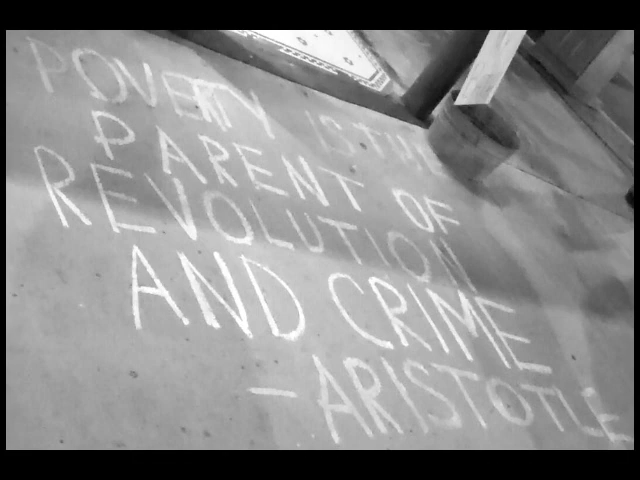 POVERTY IS THE
PARENT OF
REVOLUTION
AND CRIME
-ARISTOTLE